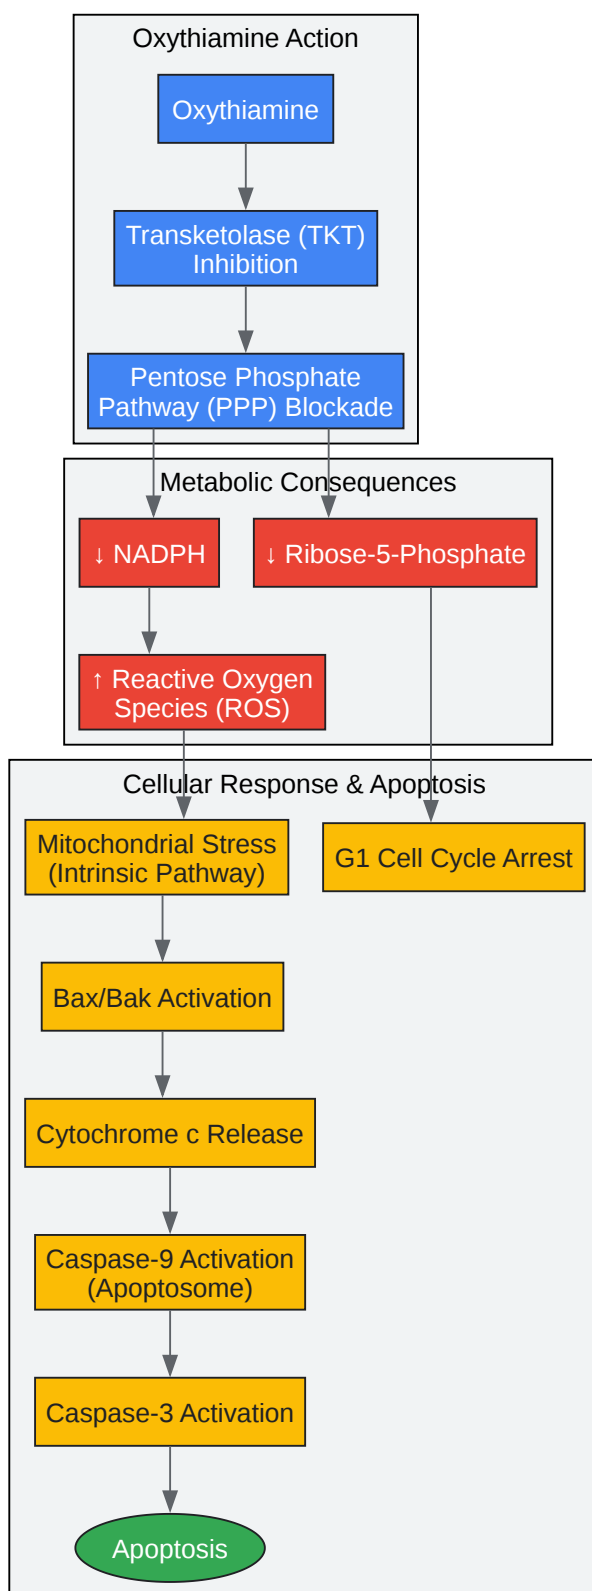 Oxythiamine Action
Oxythiamine
Transketolase (TKT)
Inhibition
Pentose Phosphate
Pathway (PPP) Blockade
Metabolic Consequences
↓ NADPH
↓ Ribose-5-Phosphate
↑ Reactive Oxygen
Species (ROS)
Cellular Response & Apoptosis
Mitochondrial Stress
(Intrinsic Pathway)
G1 Cell Cycle Arrest
Bax/Bak Activation
Cytochrome c Release
Caspase-9 Activation
(Apoptosome)
Caspase-3 Activation
Apoptosis